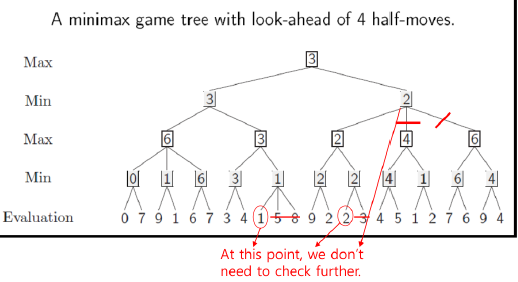 A minimax game tree with look-ahead of 4 half-moves.
Max 3
Min 3 2
Max 6 3 2 4 6
Min 0 1 6 3 1 2 2 4 1 6 4
Evaluation 0 7 9 1 6 7 3 4 1 5 8 9 2 2 3 4 5 1 2 7 6 9 4
At this point, we don't
need to check further.